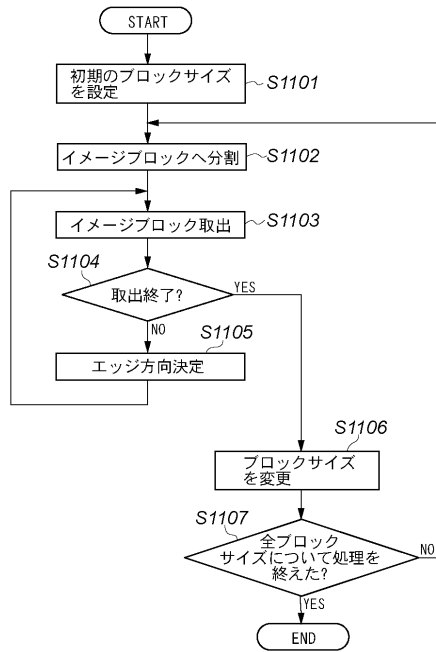 START
初期のブロックサイズ
を設定
S1101
イメージブロックへ分割
S1102
イメージブロック取出
S1103
S1104
取出終了?
YES
NO
S1105
エッジ方向決定
S1106
ブロックサイズ
を変更
S1107
全ブロック
サイズについて処理を
終えた?
NO
YES
END